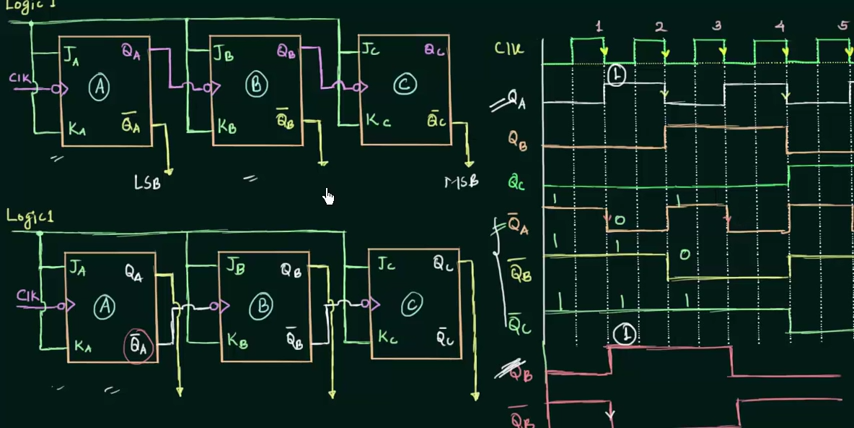 Logic 1
J_A Q_A J_B Q_B J_C Q_C
CLK A B C
K_A Q̅_A K_B Q̅_B K_C Q̅_C
LSB MSB
Logic1
J_A Q_A J_B Q_B J_C Q_C
CLK A B C
K_A Q̅_A K_B Q̅_B K_C Q̅_C
1 2 3 4 5
CLK
Q_A 1
Q_B
Q_C
Q̅_A 1 0 1
Q̅_B 1 1 0
Q̅_C 1 1 1
1
Q_B
Q̅_B